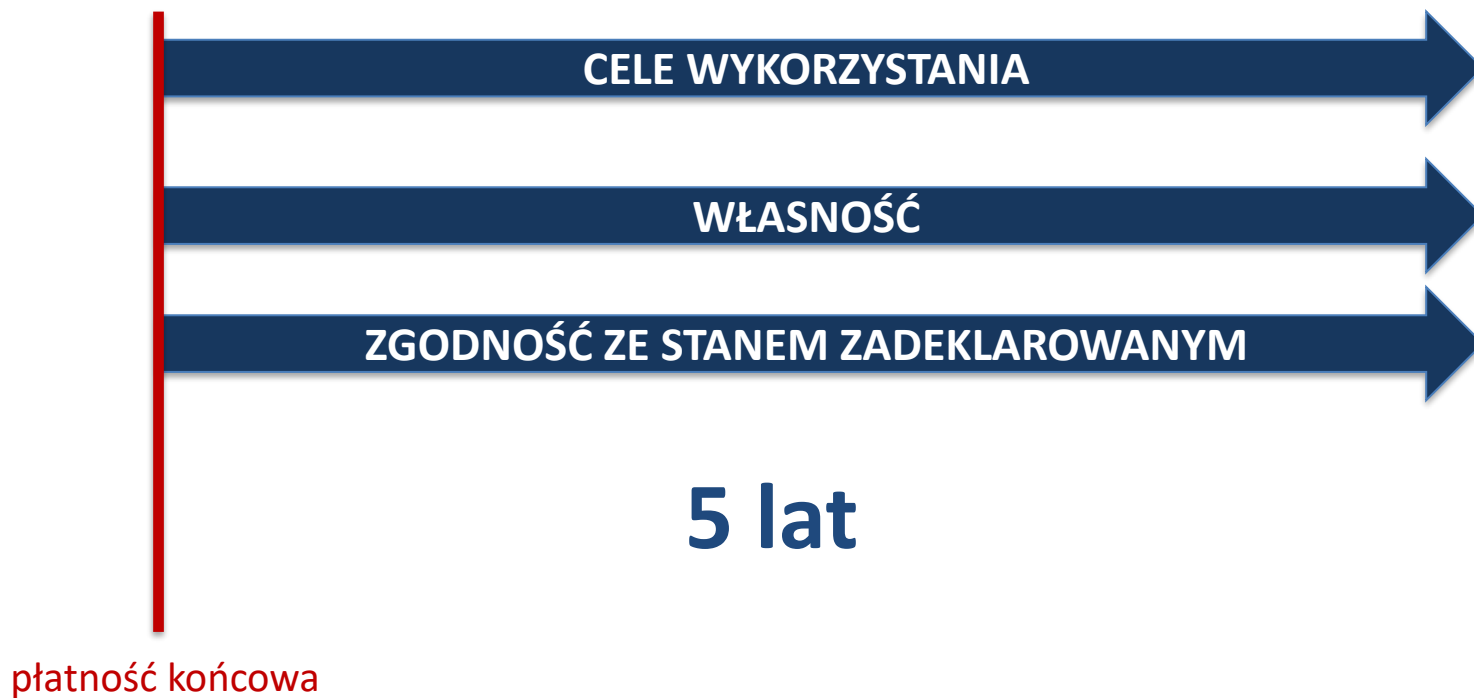 CELE WYKORZYSTANIA
WŁASNOŚĆ
ZGODNOŚĆ ZE STANEM ZADEKLAROWANYM
5 lat
płatność końcowa